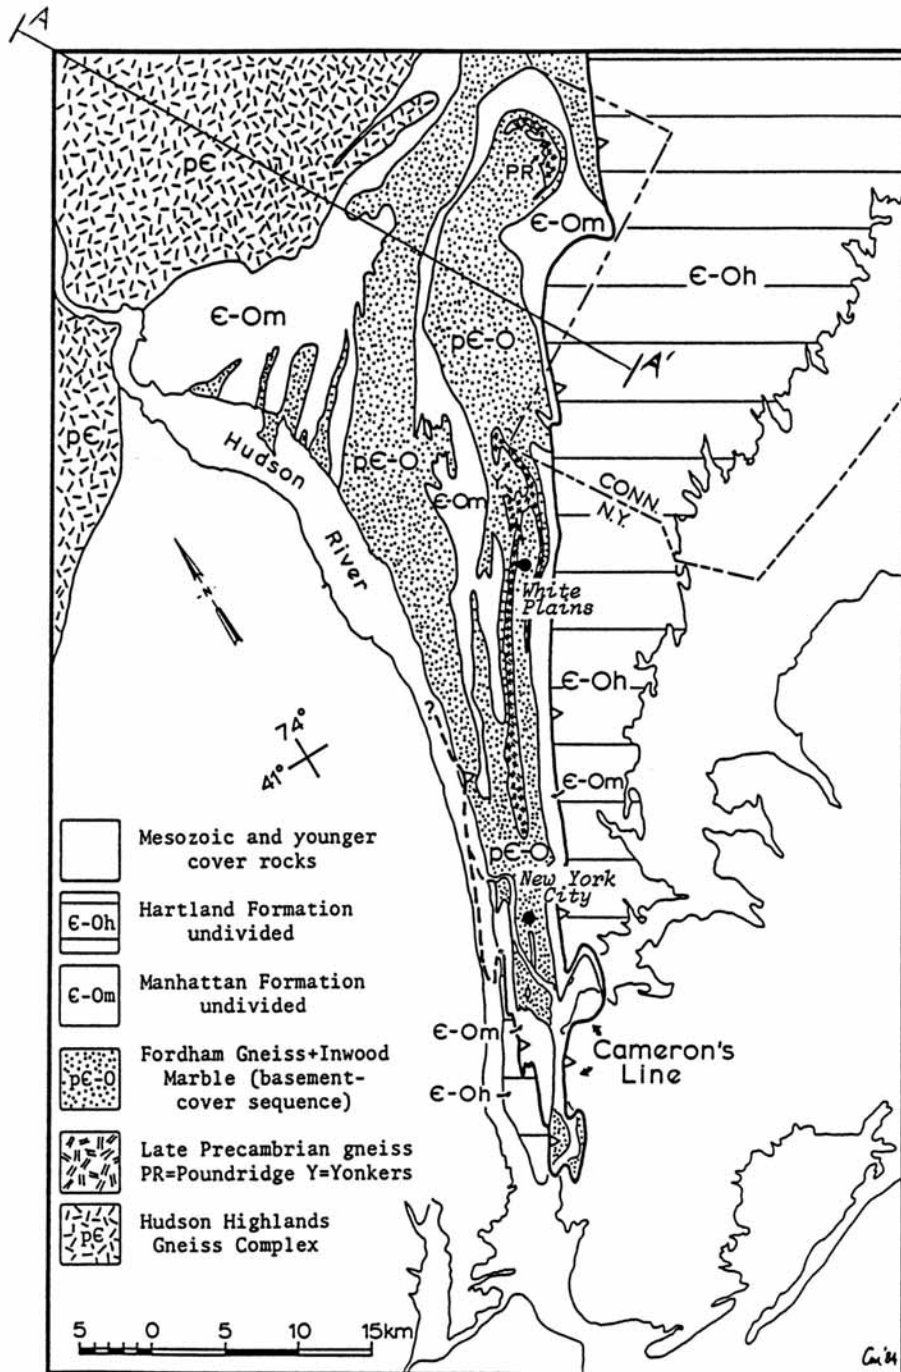 A
pЄ
PR
Є-Om
Є-Oh
Є-Om
pЄ-O
A'
pЄ
pЄ-O
Hudson
River
Є-Om
Y
CONN.
N.Y.
White
Plains
N
Є-Oh
?
74°
41°
Є-Om
pЄ-O
New York
City
Є-Om
Cameron's
Line
Є-Oh
Mesozoic and younger
cover rocks
Є-Oh
Hartland Formation
undivided
Є-Om
Manhattan Formation
undivided
pЄ-O
Fordham Gneiss+Inwood
Marble (basement-
cover sequence)
Late Precambrian gneiss
PR=Poundridge Y=Yonkers
pЄ
Hudson Highlands
Gneiss Complex
5 0 5 10 15km